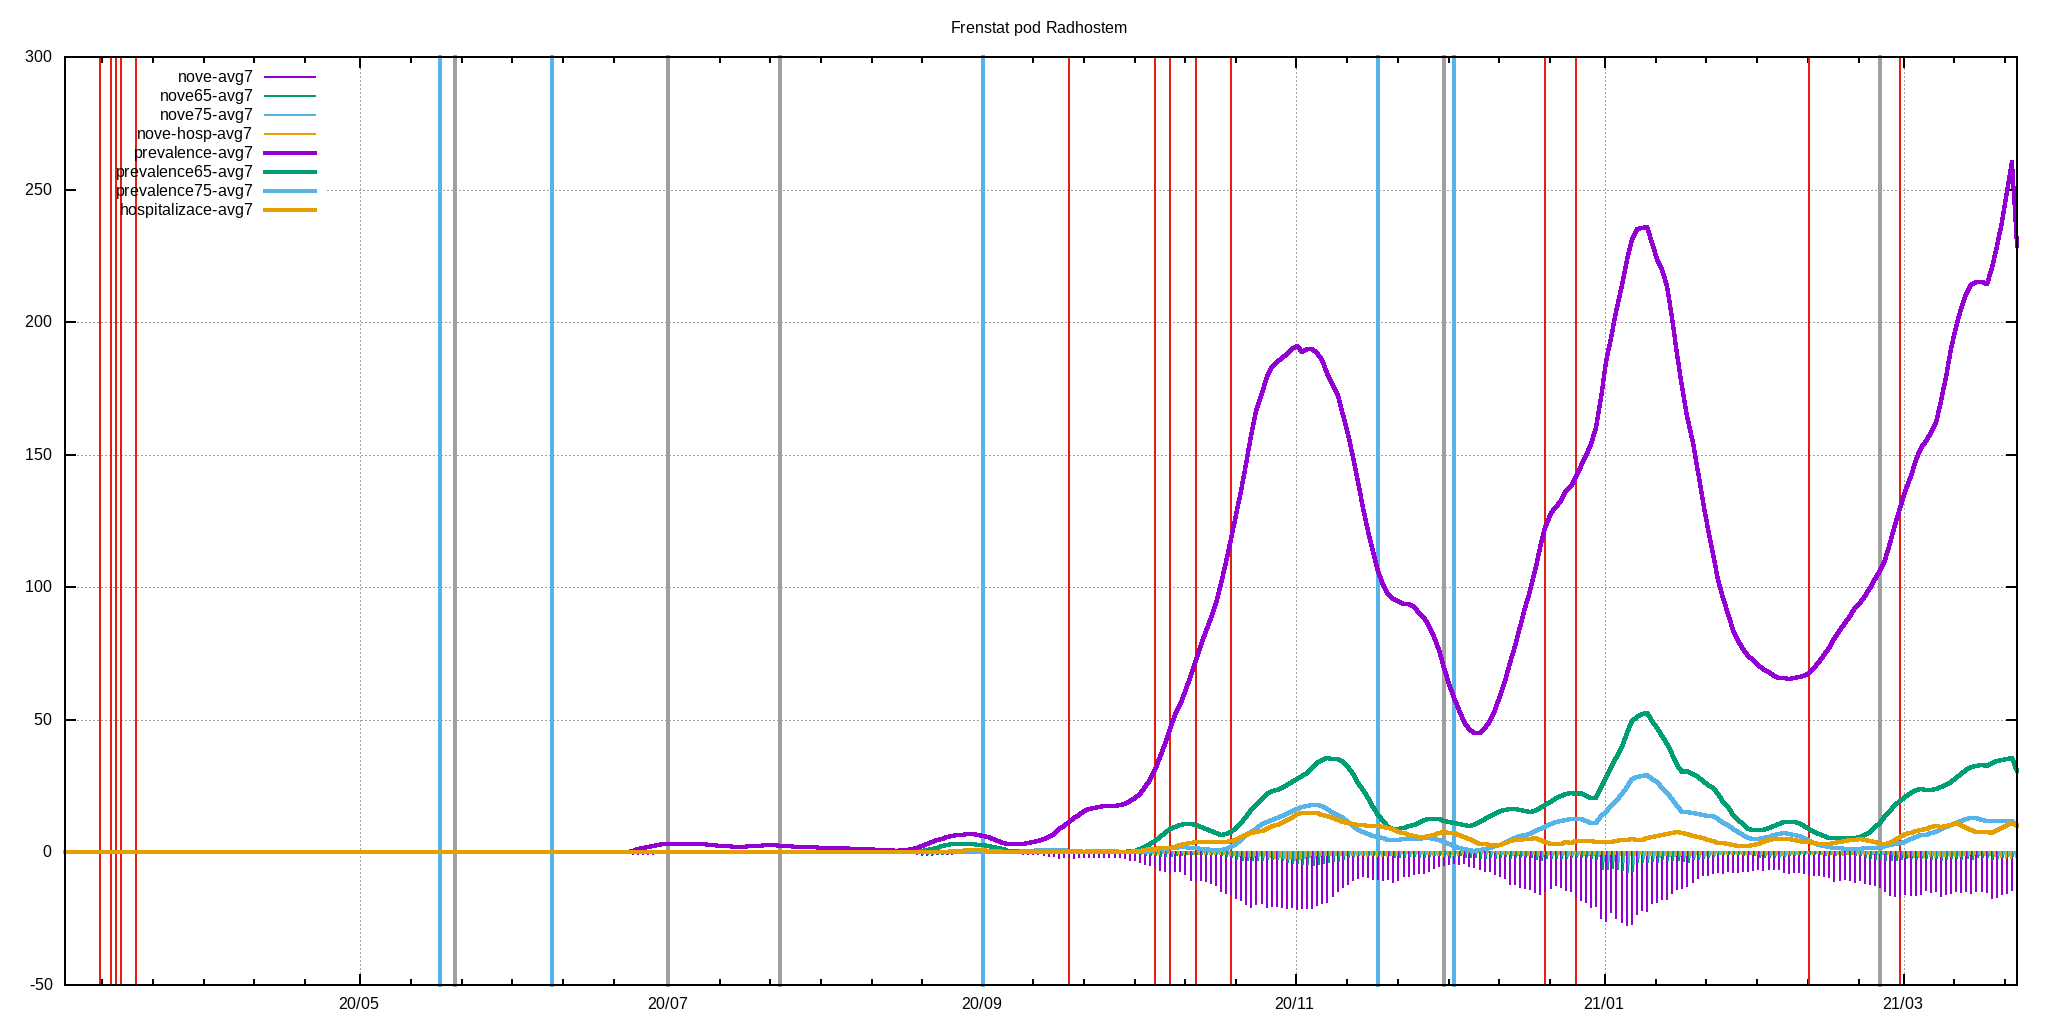 Frenstat pod Radhostem
300
nove-avg7
nove65-avg7
nove75-avg7
nove-hosp-avg7
prevalence-avg7
prevalence65-avg7
prevalence75-avg7
hospitalizace-avg7
250
200
150
100
50
0
-50
20/05 20/07 20/09 20/11 21/01 21/03